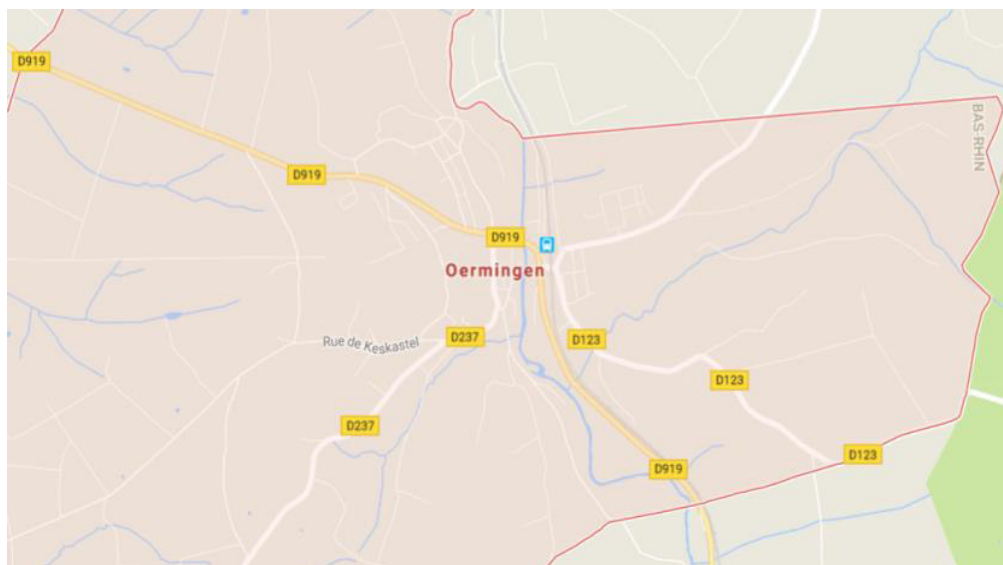 D919
BAS-RHIN
D919
D919
Oermingen
D237
Rue de Keskastel
D123
D123
D237
D123
D919